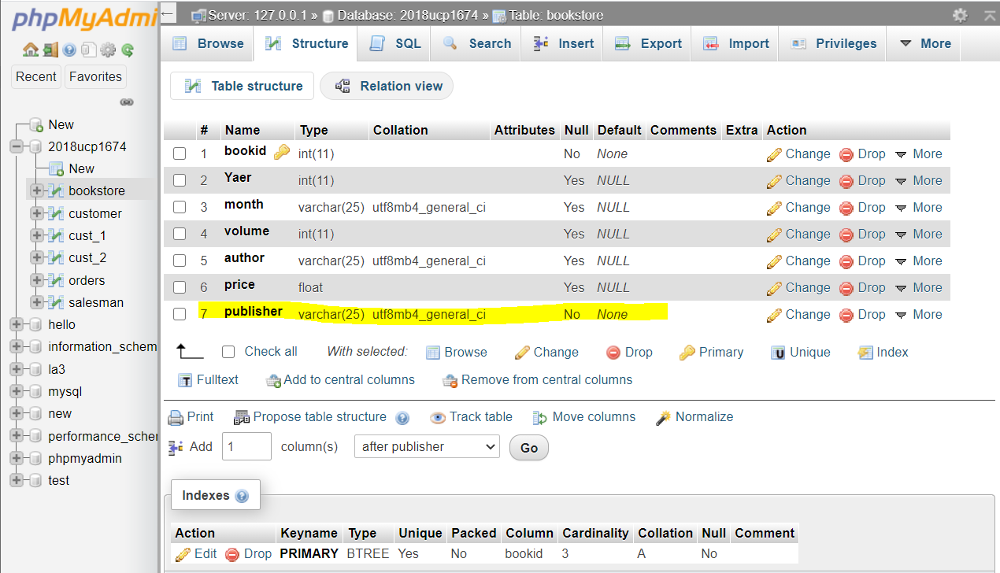 phpMyAdmi
Recent Favorites
New
2018ucp1674
New
bookstore
customer
cust_1
cust_2
orders
salesman
hello
information_schem
la3
mysql
new
performance_scher
phpmyadmin
test
Server: 127.0.0.1 » Database: 2018ucp1674 » Table: bookstore
Browse Structure SQL Search Insert Export Import Privileges More
Table structure Relation view
# Name Type Collation Attributes Null Default Comments Extra Action
1 bookid int(11) No None Change Drop More
2 Yaer int(11) Yes NULL Change Drop More
3 month varchar(25) utf8mb4_general_ci Yes NULL Change Drop More
4 volume int(11) Yes NULL Change Drop More
5 author varchar(25) utf8mb4_general_ci Yes NULL Change Drop More
6 price float Yes NULL Change Drop More
7 publisher varchar(25) utf8mb4_general_ci No None Change Drop More
Check all With selected: Browse Change Drop Primary Unique Index
Fulltext Add to central columns Remove from central columns
Print Propose table structure Track table Move columns Normalize
Add 1 column(s) after publisher Go
Indexes
Action Keyname Type Unique Packed Column Cardinality Collation Null Comment
Edit Drop PRIMARY BTREE Yes No bookid 3 A No